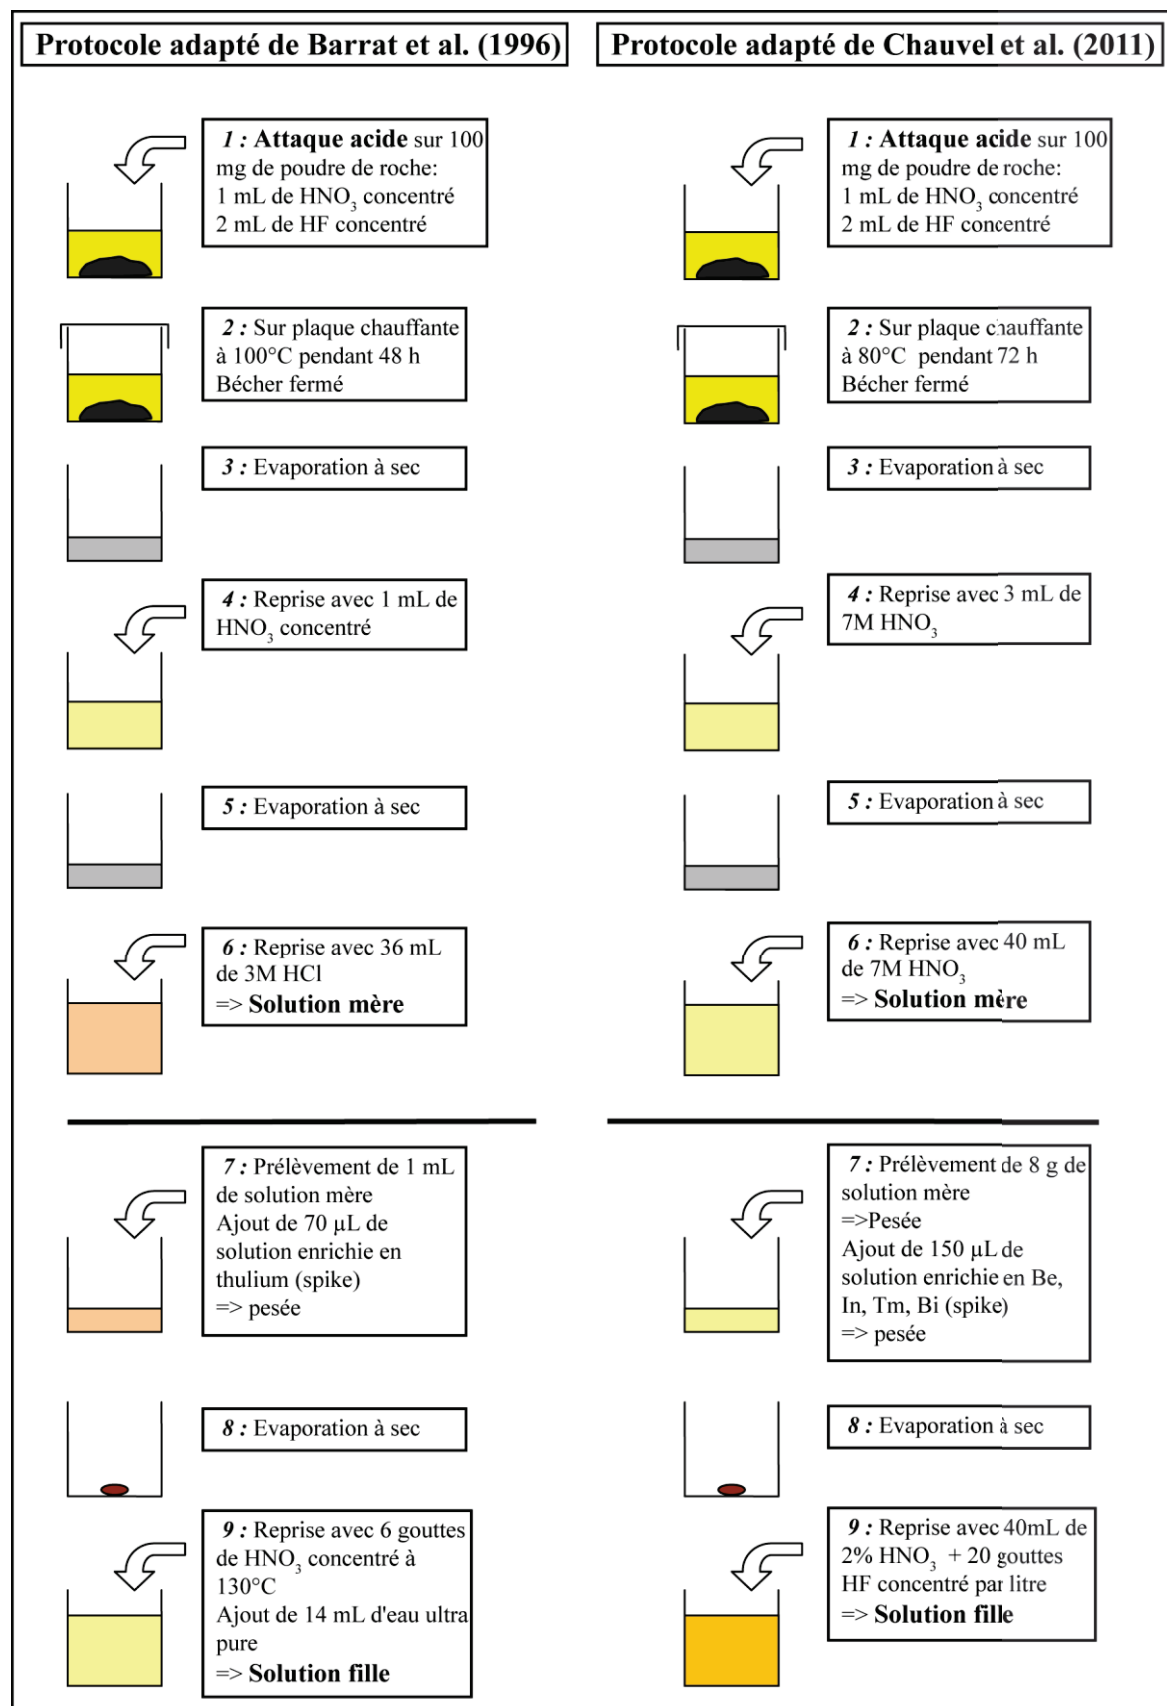 Protocole adapté de Barrat et al. (1996)
1 : Attaque acide sur 100
mg de poudre de roche:
1 mL de HNO3 concentré
2 mL de HF concentré
2 : Sur plaque chauffante
à 100°C pendant 48 h
Bécher fermé
3 : Evaporation à sec
4 : Reprise avec 1 mL de
HNO3 concentré
5 : Evaporation à sec
6 : Reprise avec 36 mL
de 3M HCl
=> Solution mère
7 : Prélèvement de 1 mL
de solution mère
Ajout de 70 µL de
solution enrichie en
thulium (spike)
=> pesée
8 : Evaporation à sec
9 : Reprise avec 6 gouttes
de HNO3 concentré à
130°C
Ajout de 14 mL d'eau ultra
pure
=> Solution fille
Protocole adapté de Chauvel et al. (2011)
1 : Attaque acide sur 100
mg de poudre de roche:
1 mL de HNO3 concentré
2 mL de HF concentré
2 : Sur plaque chauffante
à 80°C pendant 72 h
Bécher fermé
3 : Evaporation à sec
4 : Reprise avec 3 mL de
7M HNO3
5 : Evaporation à sec
6 : Reprise avec 40 mL
de 7M HNO3
=> Solution mère
7 : Prélèvement de 8 g de
solution mère
=>Pesée
Ajout de 150 µL de
solution enrichie en Be,
In, Tm, Bi (spike)
=> pesée
8 : Evaporation à sec
9 : Reprise avec 40mL de
2% HNO3 + 20 gouttes
HF concentré par litre
=> Solution fille